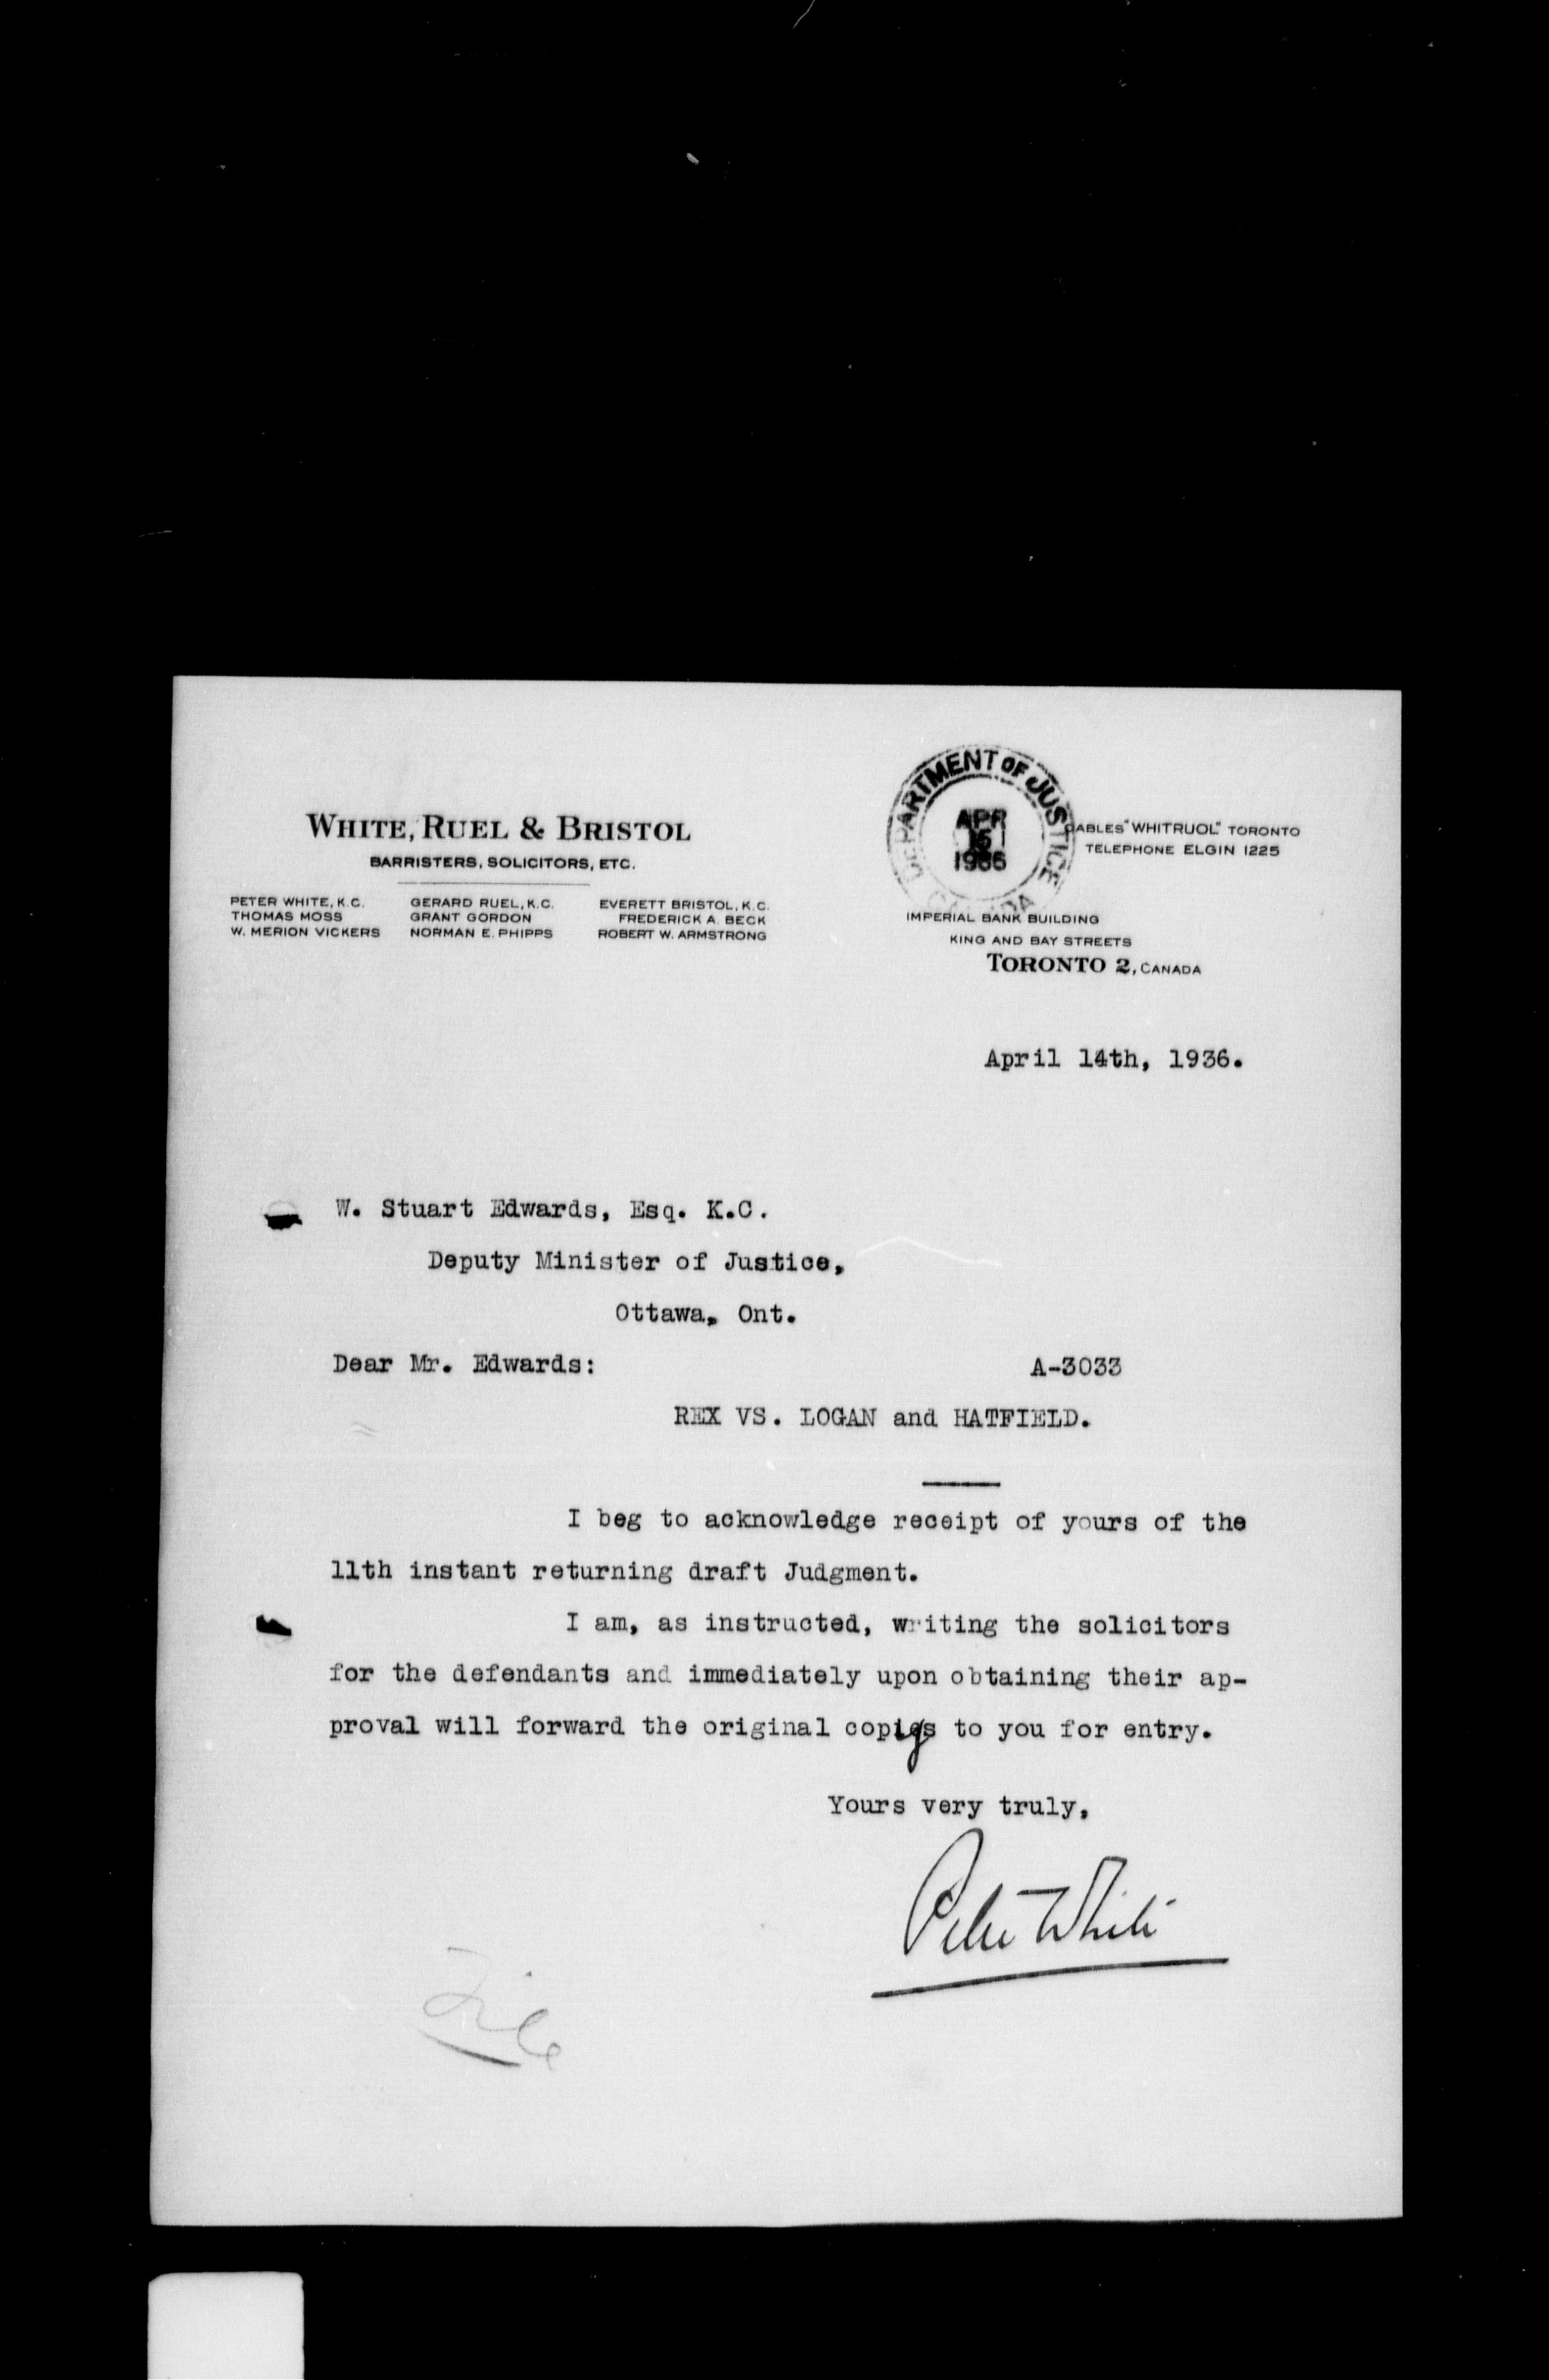 WHITE, RUEL & BRISTOL
BARRISTERS, SOLICITORS, ETC.
PETER WHITE, K.C.
THOMAS MOSS
W. MERION VICKERS
GERARD RUEL, K.C.
GRANT GORDON
NORMAN E. PHIPPS
EVERETT BRISTOL, K.C.
FREDERICK A. BECK
ROBERT W. ARMSTRONG
DEPARTMENT OF JUSTICE
APR
15
1936
CANADA
CABLES "WHITRUOL" TORONTO
TELEPHONE ELGIN 1225
IMPERIAL BANK BUILDING
KING AND BAY STREETS
TORONTO 2, CANADA
April 14th, 1936.
W. Stuart Edwards, Esq. K.C.
Deputy Minister of Justice,
Ottawa, Ont.
Dear Mr. Edwards:
A-3033
REX VS. LOGAN and HATFIELD.
I beg to acknowledge receipt of yours of the
11th instant returning draft Judgment.
I am, as instructed, writing the solicitors
for the defendants and immediately upon obtaining their ap-
proval will forward the original copies to you for entry.
Yours very truly,
Peter White
File